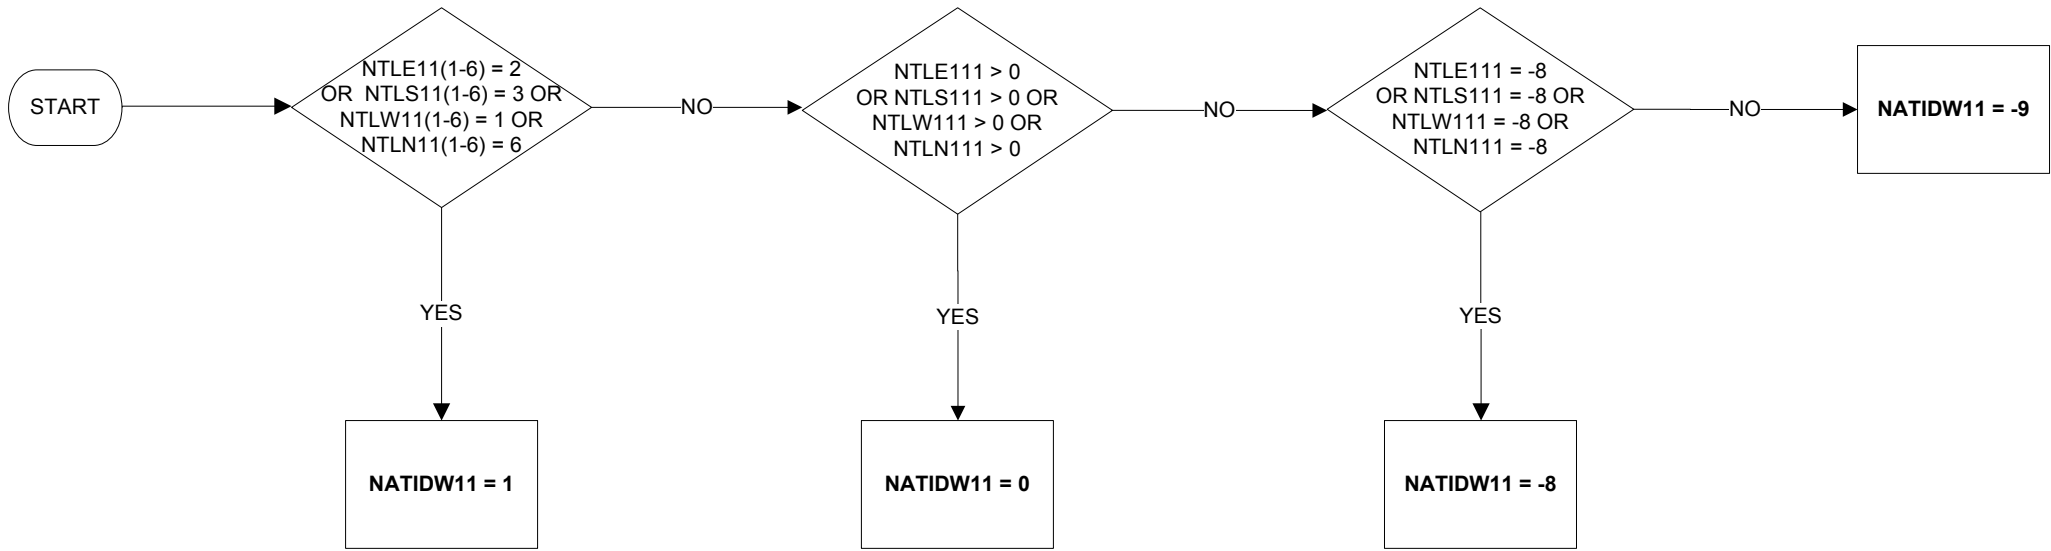 START
NTLE11(1-6) = 2
OR  NTLS11(1-6) = 3 OR
NTLW11(1-6) = 1 OR
NTLN11(1-6) = 6
NO
NTLE111 > 0
OR NTLS111 > 0 OR
NTLW111 > 0 OR
NTLN111 > 0
NO
NTLE111 = -8
OR NTLS111 = -8 OR
NTLW111 = -8 OR
NTLN111 = -8
NO
NATIDW11 = -9
YES
YES
YES
NATIDW11 = 1
NATIDW11 = 0
NATIDW11 = -8